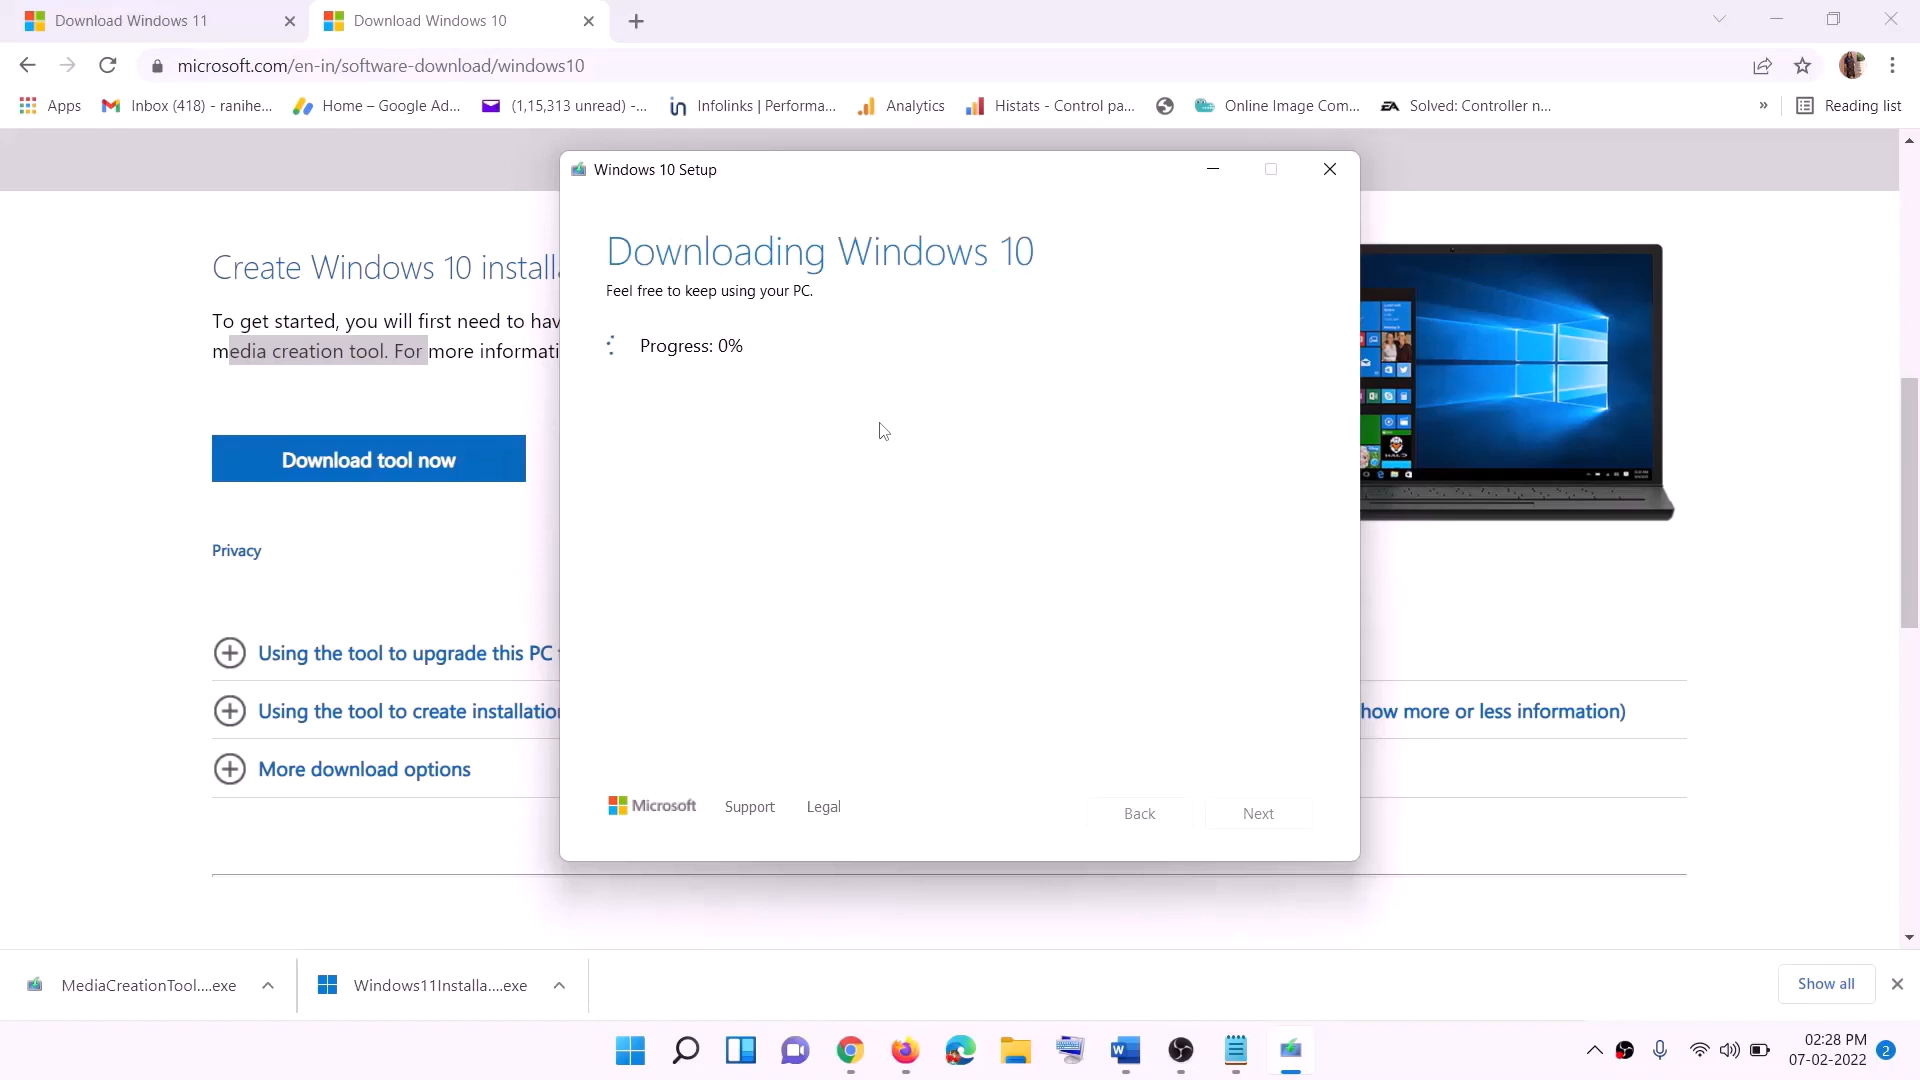 Download Windows 11
Download Windows 10
microsoft.com/en-in/software-download/windows10
Apps
Inbox (418) - ranihe...
Home – Google Ad...
(1,15,313 unread) -...
Infolinks | Performa...
Analytics
Histats - Control pa...
Online Image Com...
Solved: Controller n...
»
Reading list
Windows 10 Setup
Downloading Windows 10
Feel free to keep using your PC.
Progress: 0%
Create Windows 10 install
To get started, you will first need to hav
media creation tool. For more informati
Download tool now
Privacy
Using the tool to upgrade this PC
Using the tool to create installation
how more or less information)
More download options
Microsoft
Support
Legal
Back
Next
MediaCreationTool....exe
Windows11Installa....exe
Show all
02:28 PM
07-02-2022
2